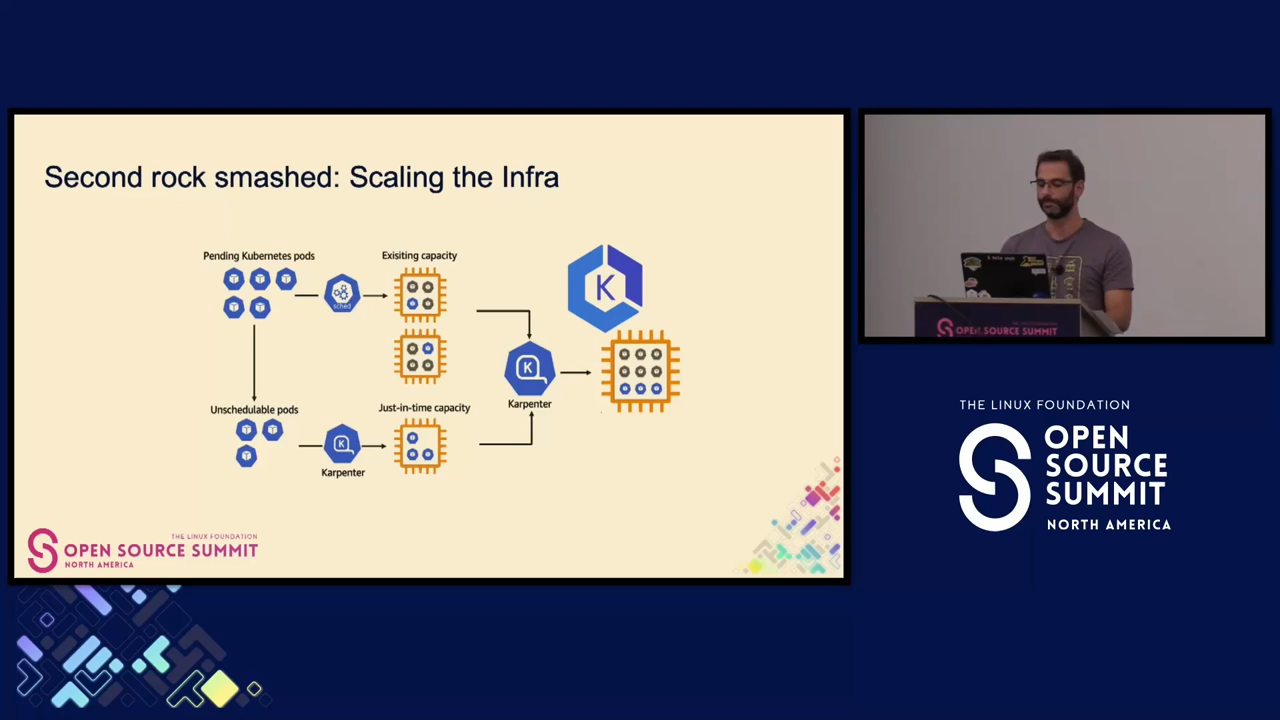 Second rock smashed: Scaling the Infra
Pending Kubernetes pods
Exisiting capacity
sched
K
K
Karpenter
Unschedulable pods
Just-in-time capacity
K
Karpenter
THE LINUX FOUNDATION
OPEN SOURCE SUMMIT
NORTH AMERICA
OPEN SOURCE SUMMIT
THE LINUX FOUNDATION
OPEN
SOURCE
SUMMIT
NORTH AMERICA